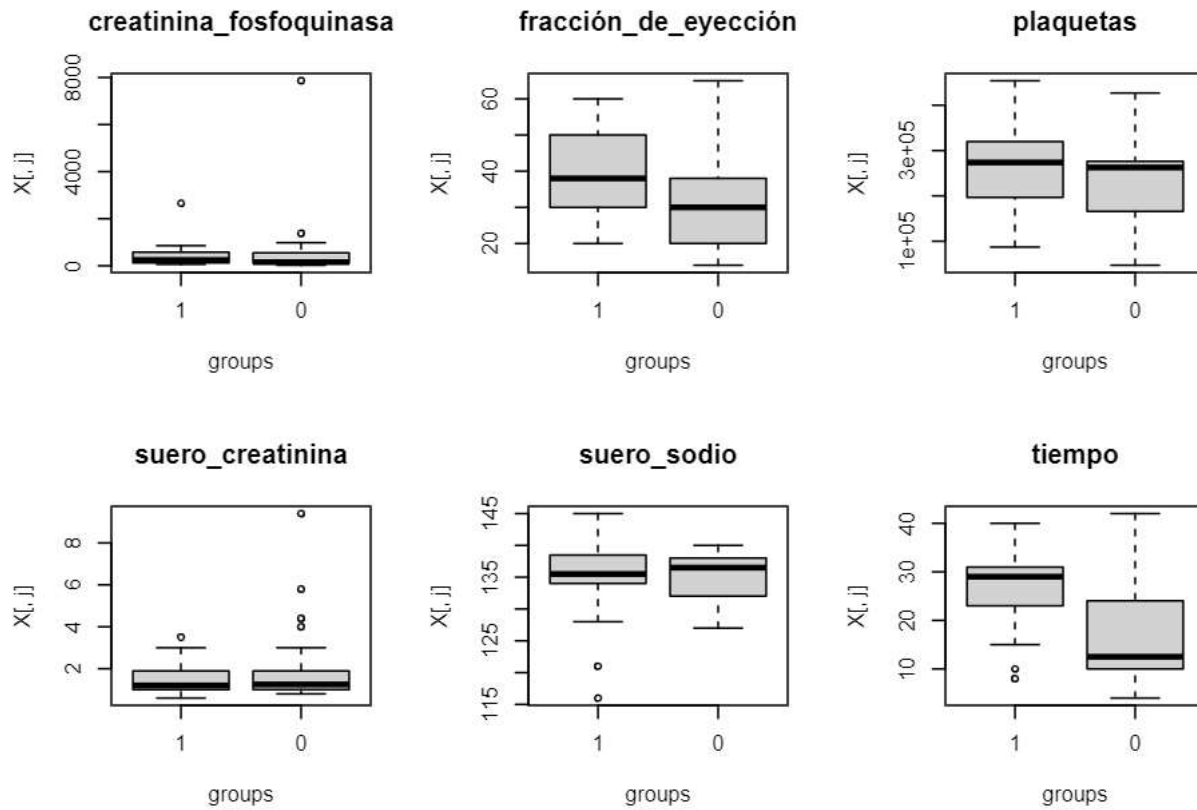 creatinina_fosfoquinasa
X[, j]
8000
4000
0
1 0
groups
fracción_de_eyección
X[, j]
60
40
20
1 0
groups
plaquetas
X[, j]
3e+05
1e+05
1 0
groups
suero_creatinina
X[, j]
8
6
4
2
1 0
groups
suero_sodio
X[, j]
145
135
125
115
1 0
groups
tiempo
X[, j]
40
30
20
10
1 0
groups